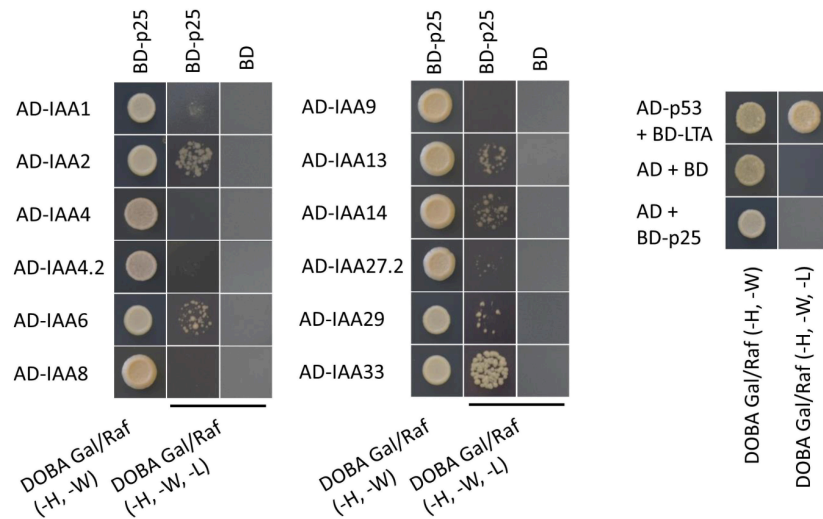 BD-p25
BD-p25
BD
AD-IAA1
AD-IAA2
AD-IAA4
AD-IAA4.2
AD-IAA6
AD-IAA8
DOBA Gal/Raf
(-H, -W)
DOBA Gal/Raf
(-H, -W, -L)
BD-p25
BD-p25
BD
AD-IAA9
AD-IAA13
AD-IAA14
AD-IAA27.2
AD-IAA29
AD-IAA33
DOBA Gal/Raf
(-H, -W)
DOBA Gal/Raf
(-H, -W, -L)
AD-p53
+ BD-LTA
AD + BD
AD +
BD-p25
DOBA Gal/Raf (-H, -W)
DOBA Gal/Raf (-H, -W, -L)